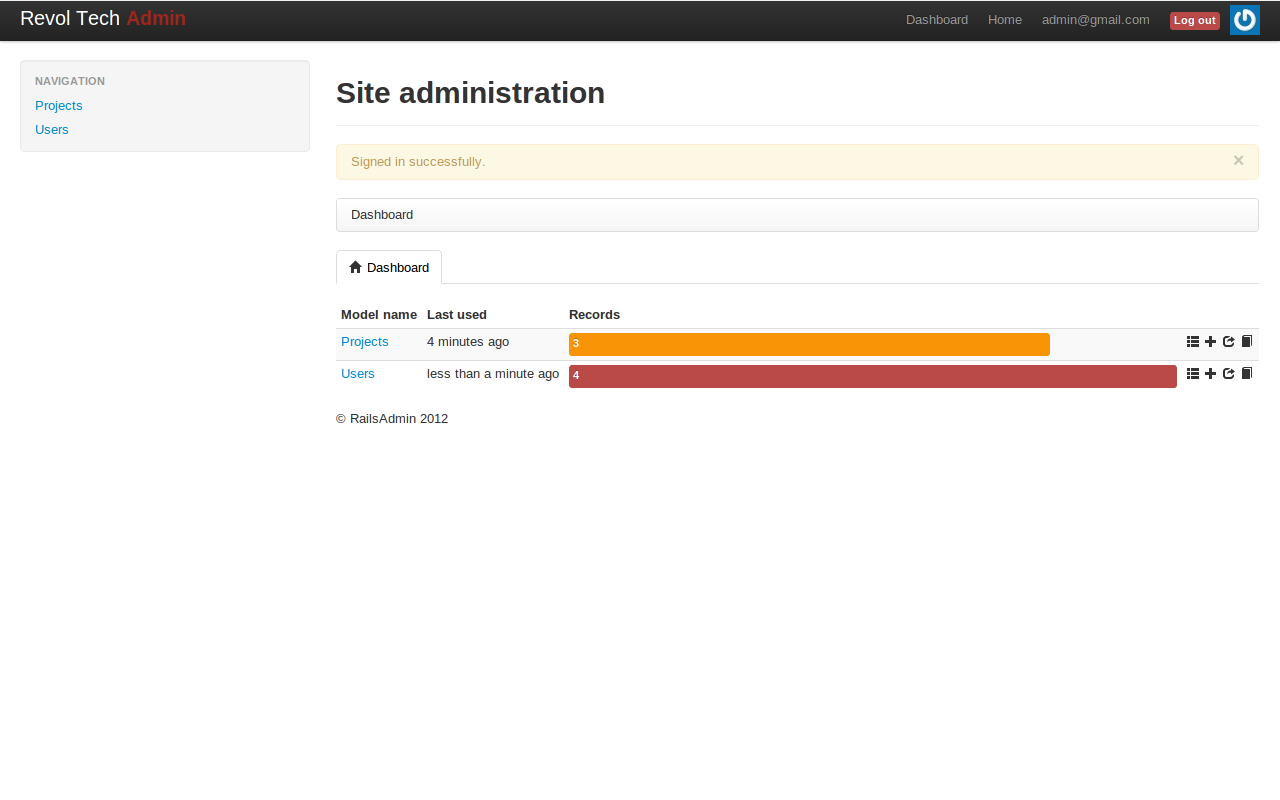 Revol Tech Admin
Dashboard Home admin@gmail.com Log out
NAVIGATION
Projects
Users
Site administration
Signed in successfully. ×
Dashboard
Dashboard
Model name Last used Records
Projects 4 minutes ago 3
Users less than a minute ago 4
© RailsAdmin 2012